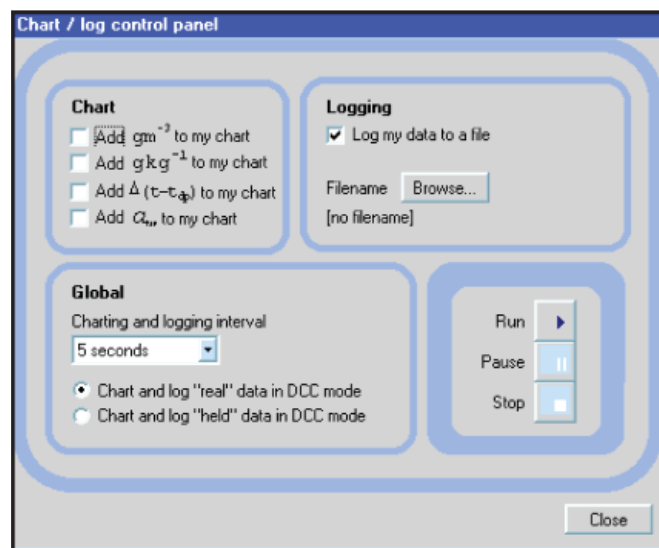 Chart / log control panel
Chart
Add gm⁻³ to my chart
Add gkg⁻¹ to my chart
Add Δ(t-t_dp) to my chart
Add a_w to my chart
Logging
Log my data to a file
Filename Browse...
[no filename]
Global
Charting and logging interval
5 seconds
Chart and log "real" data in DCC mode
Chart and log "held" data in DCC mode
Run
Pause
Stop
Close